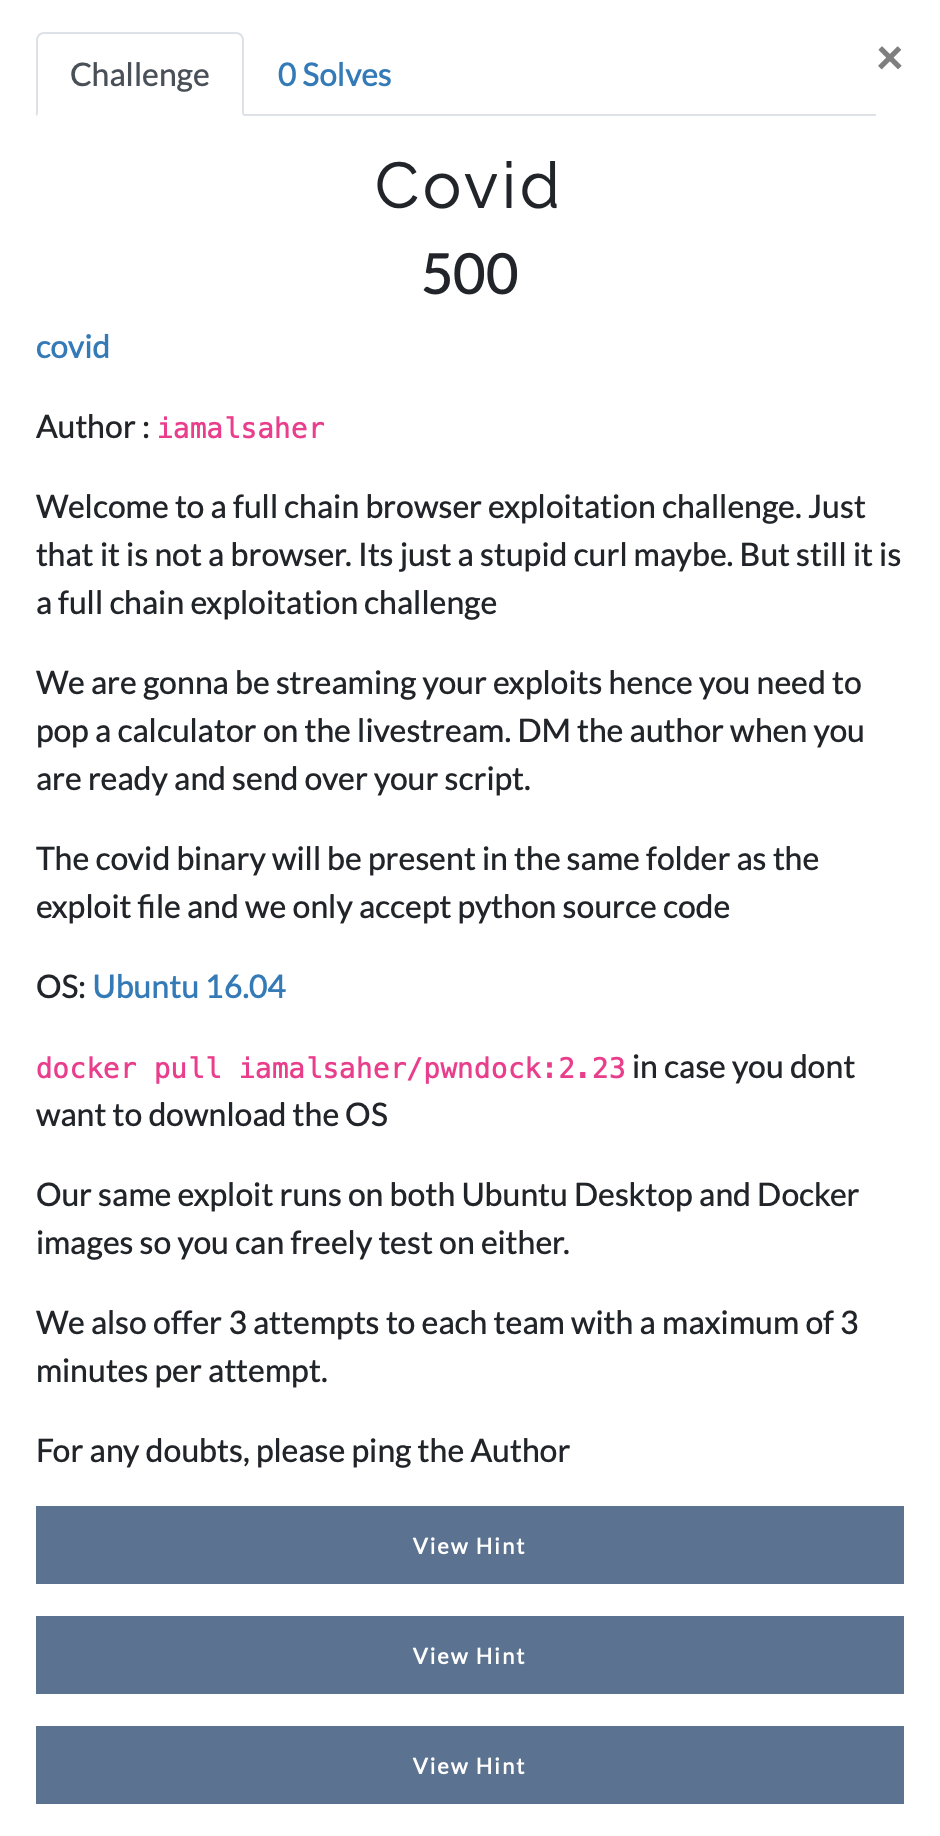 Challenge
0 Solves
×
Covid
500
covid
Author : iamalsaher
Welcome to a full chain browser exploitation challenge. Just
that it is not a browser. Its just a stupid curl maybe. But still it is
a full chain exploitation challenge
We are gonna be streaming your exploits hence you need to
pop a calculator on the livestream. DM the author when you
are ready and send over your script.
The covid binary will be present in the same folder as the
exploit file and we only accept python source code
OS: Ubuntu 16.04
docker pull iamalsaher/pwndock:2.23 in case you dont
want to download the OS
Our same exploit runs on both Ubuntu Desktop and Docker
images so you can freely test on either.
We also offer 3 attempts to each team with a maximum of 3
minutes per attempt.
For any doubts, please ping the Author
View Hint
View Hint
View Hint